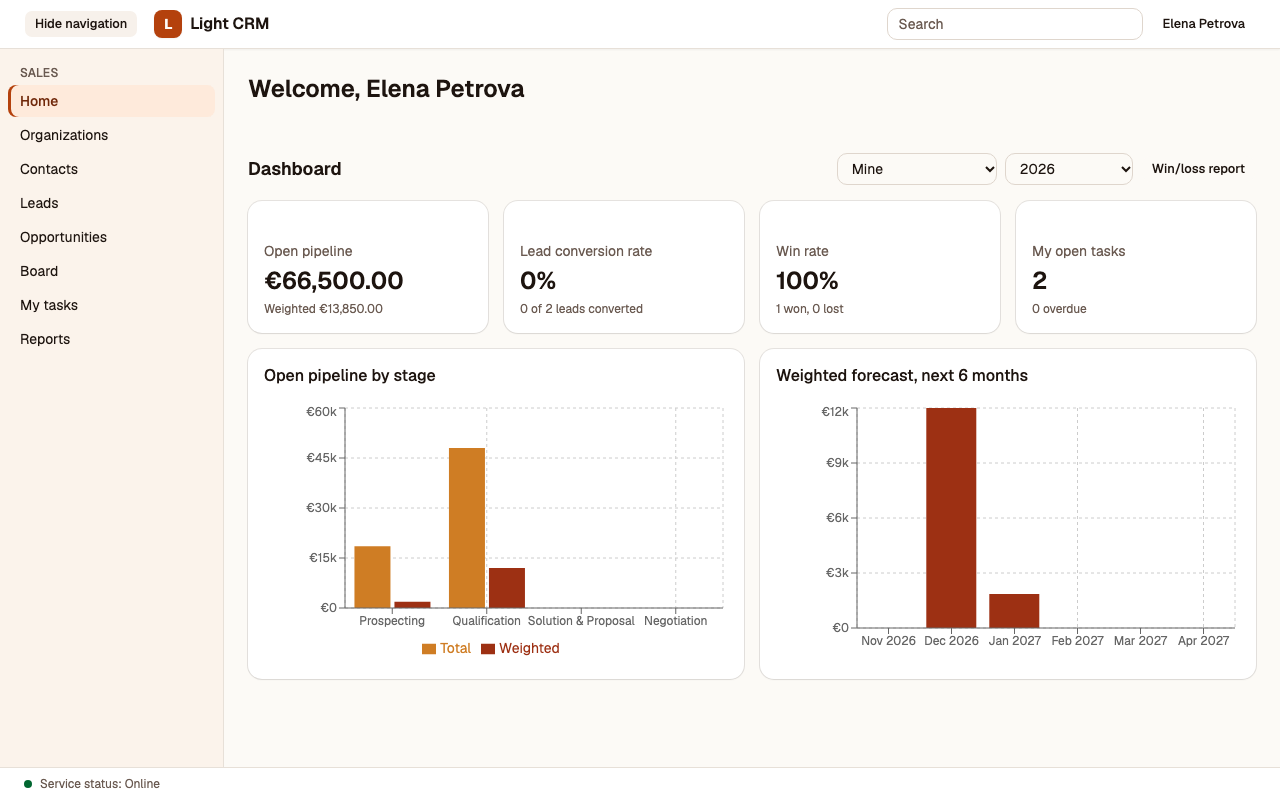 Hide navigation
L
Light CRM
Search
Elena Petrova
SALES
Home
Organizations
Contacts
Leads
Opportunities
Board
My tasks
Reports
Welcome, Elena Petrova
Dashboard
Mine
2026
Win/loss report
Open pipeline
€66,500.00
Weighted €13,850.00
Lead conversion rate
0%
0 of 2 leads converted
Win rate
100%
1 won, 0 lost
My open tasks
2
0 overdue
Open pipeline by stage
€60k
€45k
€30k
€15k
€0
Prospecting Qualification Solution & Proposal Negotiation
Total Weighted
Weighted forecast, next 6 months
€12k
€9k
€6k
€3k
€0
Nov 2026 Dec 2026 Jan 2027 Feb 2027 Mar 2027 Apr 2027
Service status: Online